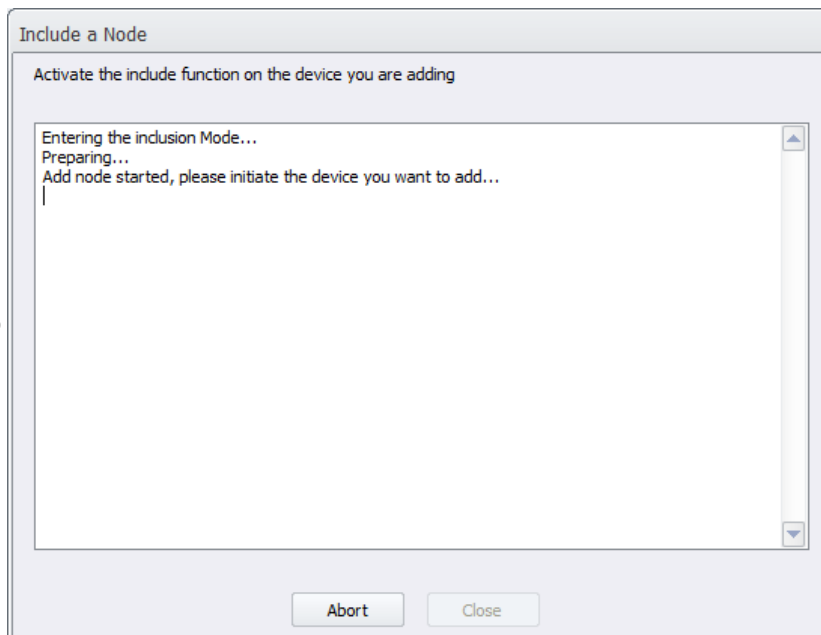 Include a Node
Activate the include function on the device you are adding
Entering the inclusion Mode...
Preparing...
Add node started, please initiate the device you want to add...
Abort
Close